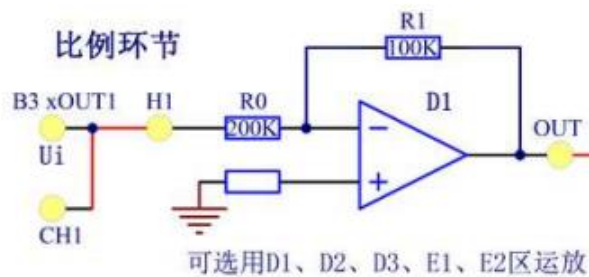 比例环节
R1
100K
B3 xOUT1 H1 R0 D1
200K OUT
Ui
−
+
CH1
可选用D1、D2、D3、E1、E2区运放